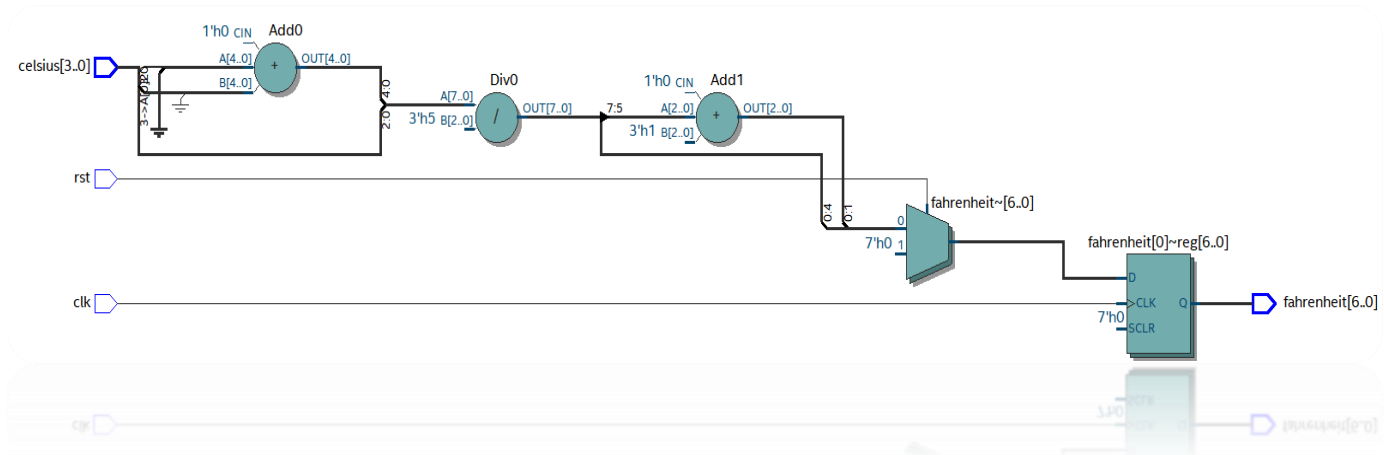 celsius[3..0]
1'h0 CIN
Add0
A[4..0]
OUT[4..0]
B[4..0]
4:0
2:0
Div0
A[7..0]
OUT[7..0]
3'h5 B[2..0]
/
+
7:5
1'h0 CIN
Add1
A[2..0]
OUT[2..0]
3'h1 B[2..0]
+
rst
0:4
0:1
fahrenheit~[6..0]
0
7'h0 1
fahrenheit[0]~reg[6..0]
D
clk
CLK
Q
fahrenheit[6..0]
7'h0
SCLR